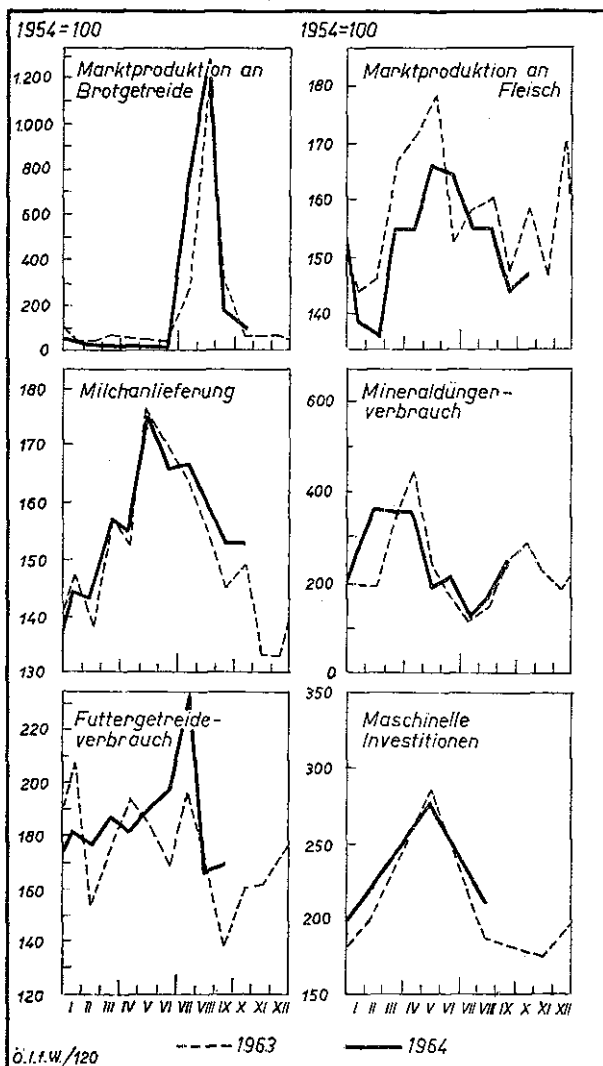 1954=100
1954=100
Marktproduktion an
Brotgetreide
1.200
1.000
800
600
400
200
0
Marktproduktion an
Fleisch
180
170
160
150
140
Milchanlieferung
180
170
160
150
140
130
Mineraldünger-
verbrauch
600
400
200
0
Futtergetreide-
verbrauch
220
200
180
160
140
120
Maschinelle
Investitionen
350
300
250
200
150
I II III IV V VI VII VIII IX X XI XII
I II III IV V VI VII VIII IX X XI XII
1963
1964
Ö.I.f.W./120